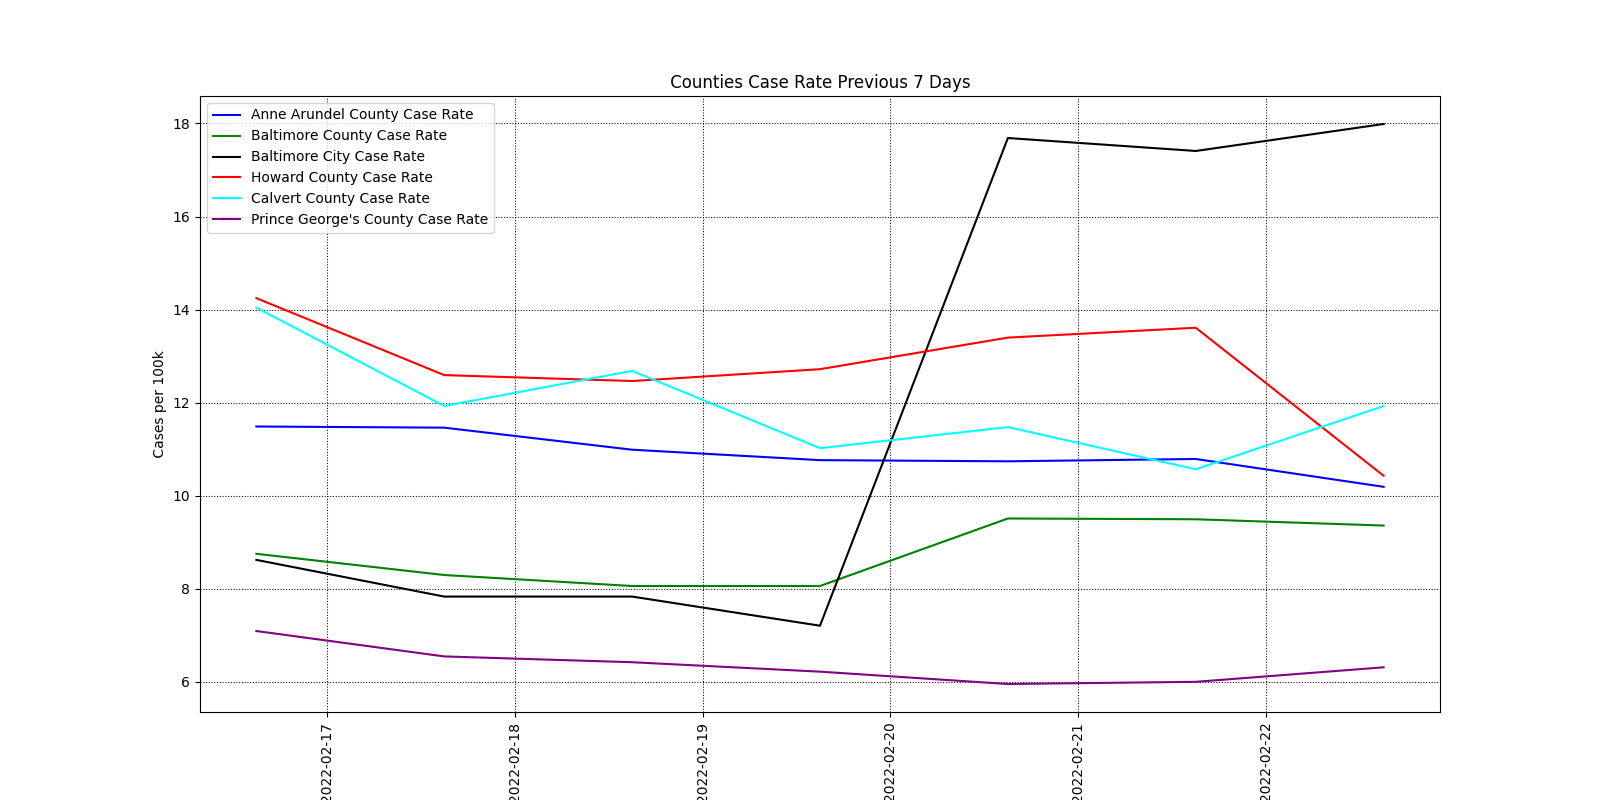 Counties Case Rate Previous 7 Days
Anne Arundel County Case Rate
Baltimore County Case Rate
Baltimore City Case Rate
Howard County Case Rate
Calvert County Case Rate
Prince George's County Case Rate
18
16
14
12
10
8
6
Cases per 100k
2022-02-17
2022-02-18
2022-02-19
2022-02-20
2022-02-21
2022-02-22